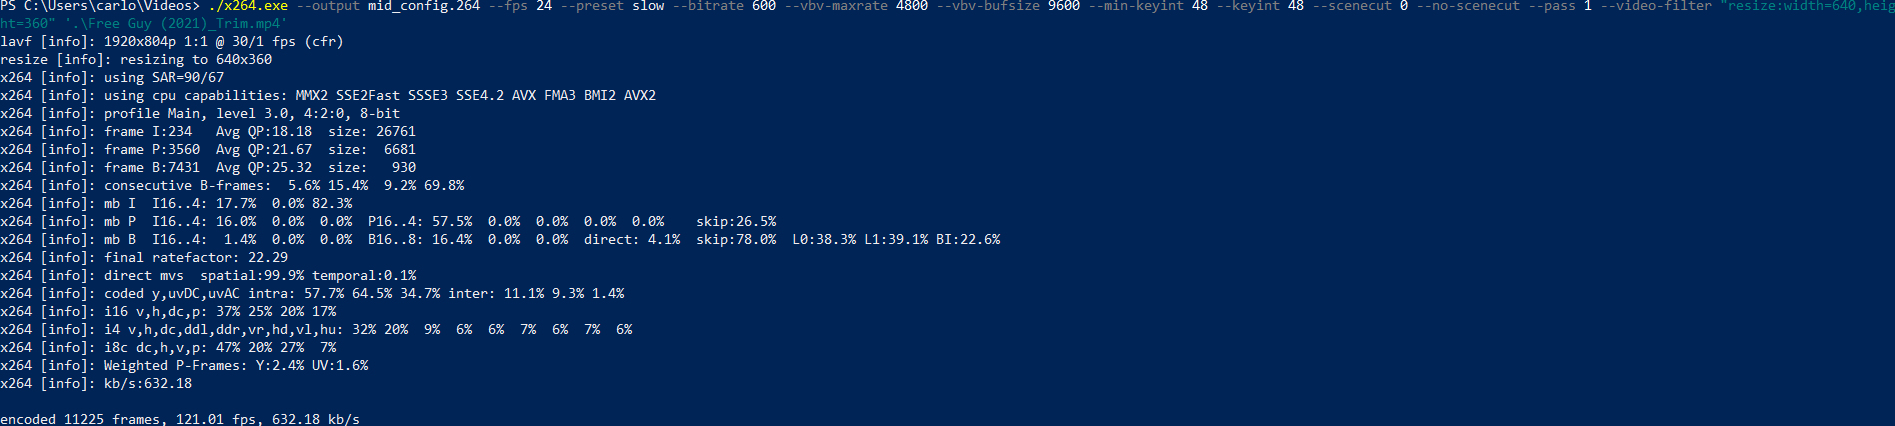 PS C:\Users\carlo\Videos> ./x264.exe --output mid_config.264 --fps 24 --preset slow --bitrate 600 --vbv-maxrate 4800 --vbv-bufsize 9600 --min-keyint 48 --keyint 48 --scenecut 0 --no-scenecut --pass 1 --video-filter "resize:width=640,heig
ht=360" '.\Free Guy (2021)_Trim.mp4'
lavf [info]: 1920x804p 1:1 @ 30/1 fps (cfr)
resize [info]: resizing to 640x360
x264 [info]: using SAR=90/67
x264 [info]: using cpu capabilities: MMX2 SSE2Fast SSSE3 SSE4.2 AVX FMA3 BMI2 AVX2
x264 [info]: profile Main, level 3.0, 4:2:0, 8-bit
x264 [info]: frame I:234   Avg QP:18.18  size: 26761
x264 [info]: frame P:3560  Avg QP:21.67  size:  6681
x264 [info]: frame B:7431  Avg QP:25.32  size:   930
x264 [info]: consecutive B-frames:  5.6% 15.4%  9.2% 69.8%
x264 [info]: mb I  I16..4: 17.7%  0.0% 82.3%
x264 [info]: mb P  I16..4: 16.0%  0.0%  0.0%  P16..4: 57.5%  0.0%  0.0%  0.0%  0.0%    skip:26.5%
x264 [info]: mb B  I16..4:  1.4%  0.0%  0.0%  B16..8: 16.4%  0.0%  0.0%  direct: 4.1%  skip:78.0%  L0:38.3% L1:39.1% BI:22.6%
x264 [info]: final ratefactor: 22.29
x264 [info]: direct mvs  spatial:99.9% temporal:0.1%
x264 [info]: coded y,uvDC,uvAC intra: 57.7% 64.5% 34.7% inter: 11.1% 9.3% 1.4%
x264 [info]: i16 v,h,dc,p: 37% 25% 20% 17%
x264 [info]: i4 v,h,dc,ddl,ddr,vr,hd,vl,hu: 32% 20%  9%  6%  6%  7%  6%  7%  6%
x264 [info]: i8c dc,h,v,p: 47% 20% 27%  7%
x264 [info]: Weighted P-Frames: Y:2.4% UV:1.6%
x264 [info]: kb/s:632.18
encoded 11225 frames, 121.01 fps, 632.18 kb/s